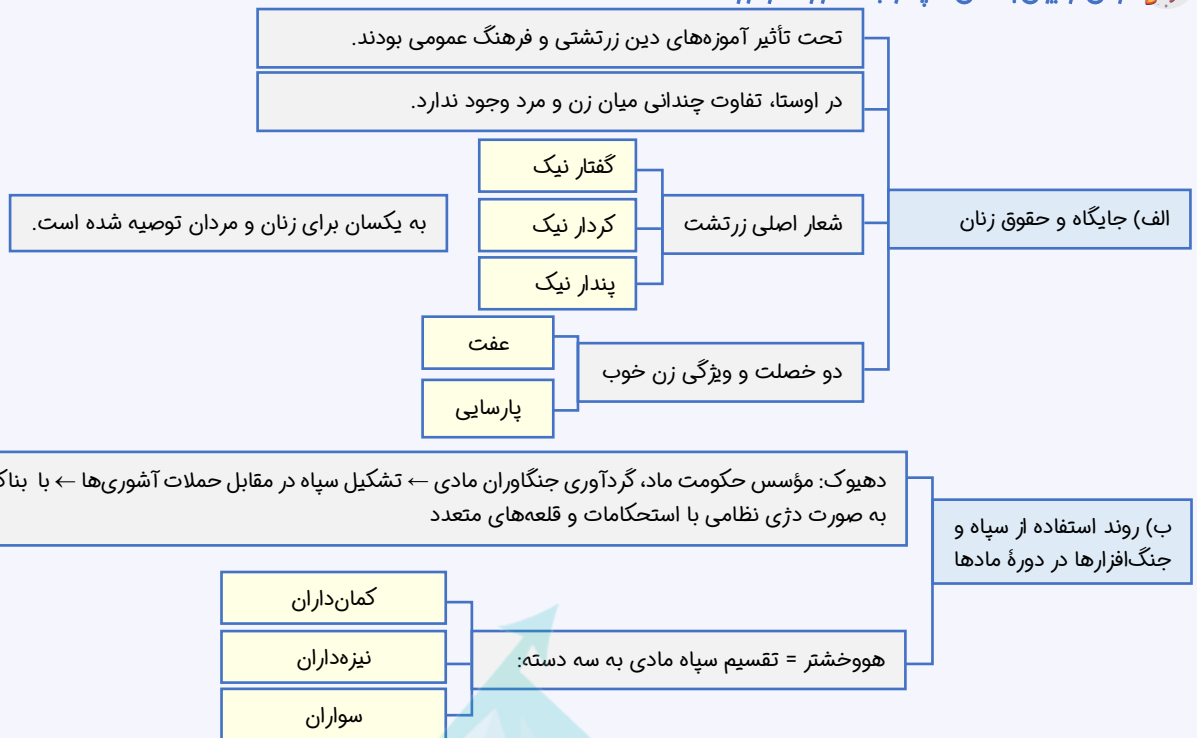 الف) جایگاه و حقوق زنان
تحت تأثیر آموزه‌های دین زرتشتی و فرهنگ عمومی بودند.
در اوستا، تفاوت چندانی میان زن و مرد وجود ندارد.
شعار اصلی زرتشت
گفتار نیک
کردار نیک
پندار نیک
به یکسان برای زنان و مردان توصیه شده است.
دو خصلت و ویژگی زن خوب
عفت
پارسایی
ب) روند استفاده از سپاه و
جنگ‌افزارها در دورهٔ مادها
دهیوک: مؤسس حکومت ماد، گردآوری جنگاوران مادی ← تشکیل سپاه در مقابل حملات آشوری‌ها ← با
به صورت دژی نظامی با استحکامات و قلعه‌های متعدد
هووخشتر = تقسیم سپاه مادی به سه دسته:
کمان‌داران
نیزه‌داران
سواران